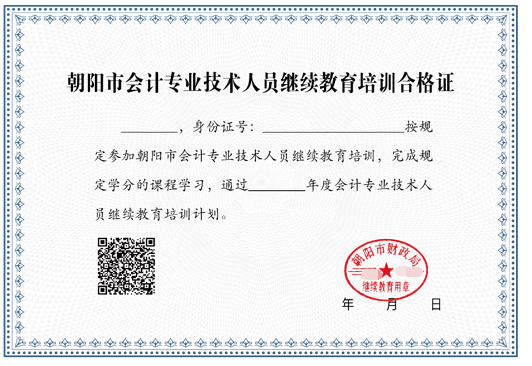 朝阳市会计专业技术人员继续教育培训合格证
________，身份证号：____________________按规
定参加朝阳市会计专业技术人员继续教育培训，完成规
定学分的课程学习，通过________年度会计专业技术人
员继续教育培训计划。
朝阳市财政局
继续教育用章
年 月 日